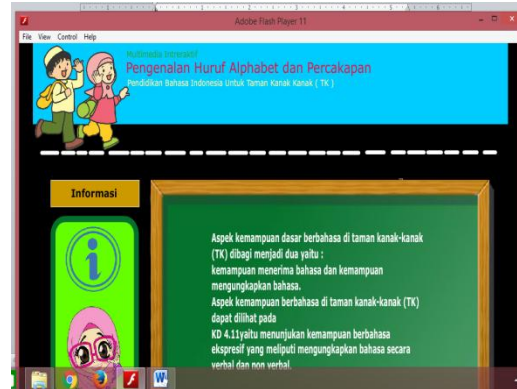 Adobe Flash Player 11
File View Control Help
Multimedia Interaktif
Pengenalan Huruf Alphabet dan Percakapan
Pendidikan Bahasa Indonesia Untuk Taman Kanak Kanak ( TK )
Informasi
Aspek kemampuan dasar berbahasa di taman kanak-kanak
(TK) dibagi menjadi dua yaitu :
kemampuan menerima bahasa dan kemampuan
mengungkapkan bahasa.
Aspek kemampuan berbahasa di taman kanak-kanak (TK)
dapat dilihat pada
KD 4.11yaitu menunjukan kemampuan berbahasa
ekspresif yang meliputi mengungkapkan bahasa secara
verbal dan non verbal.